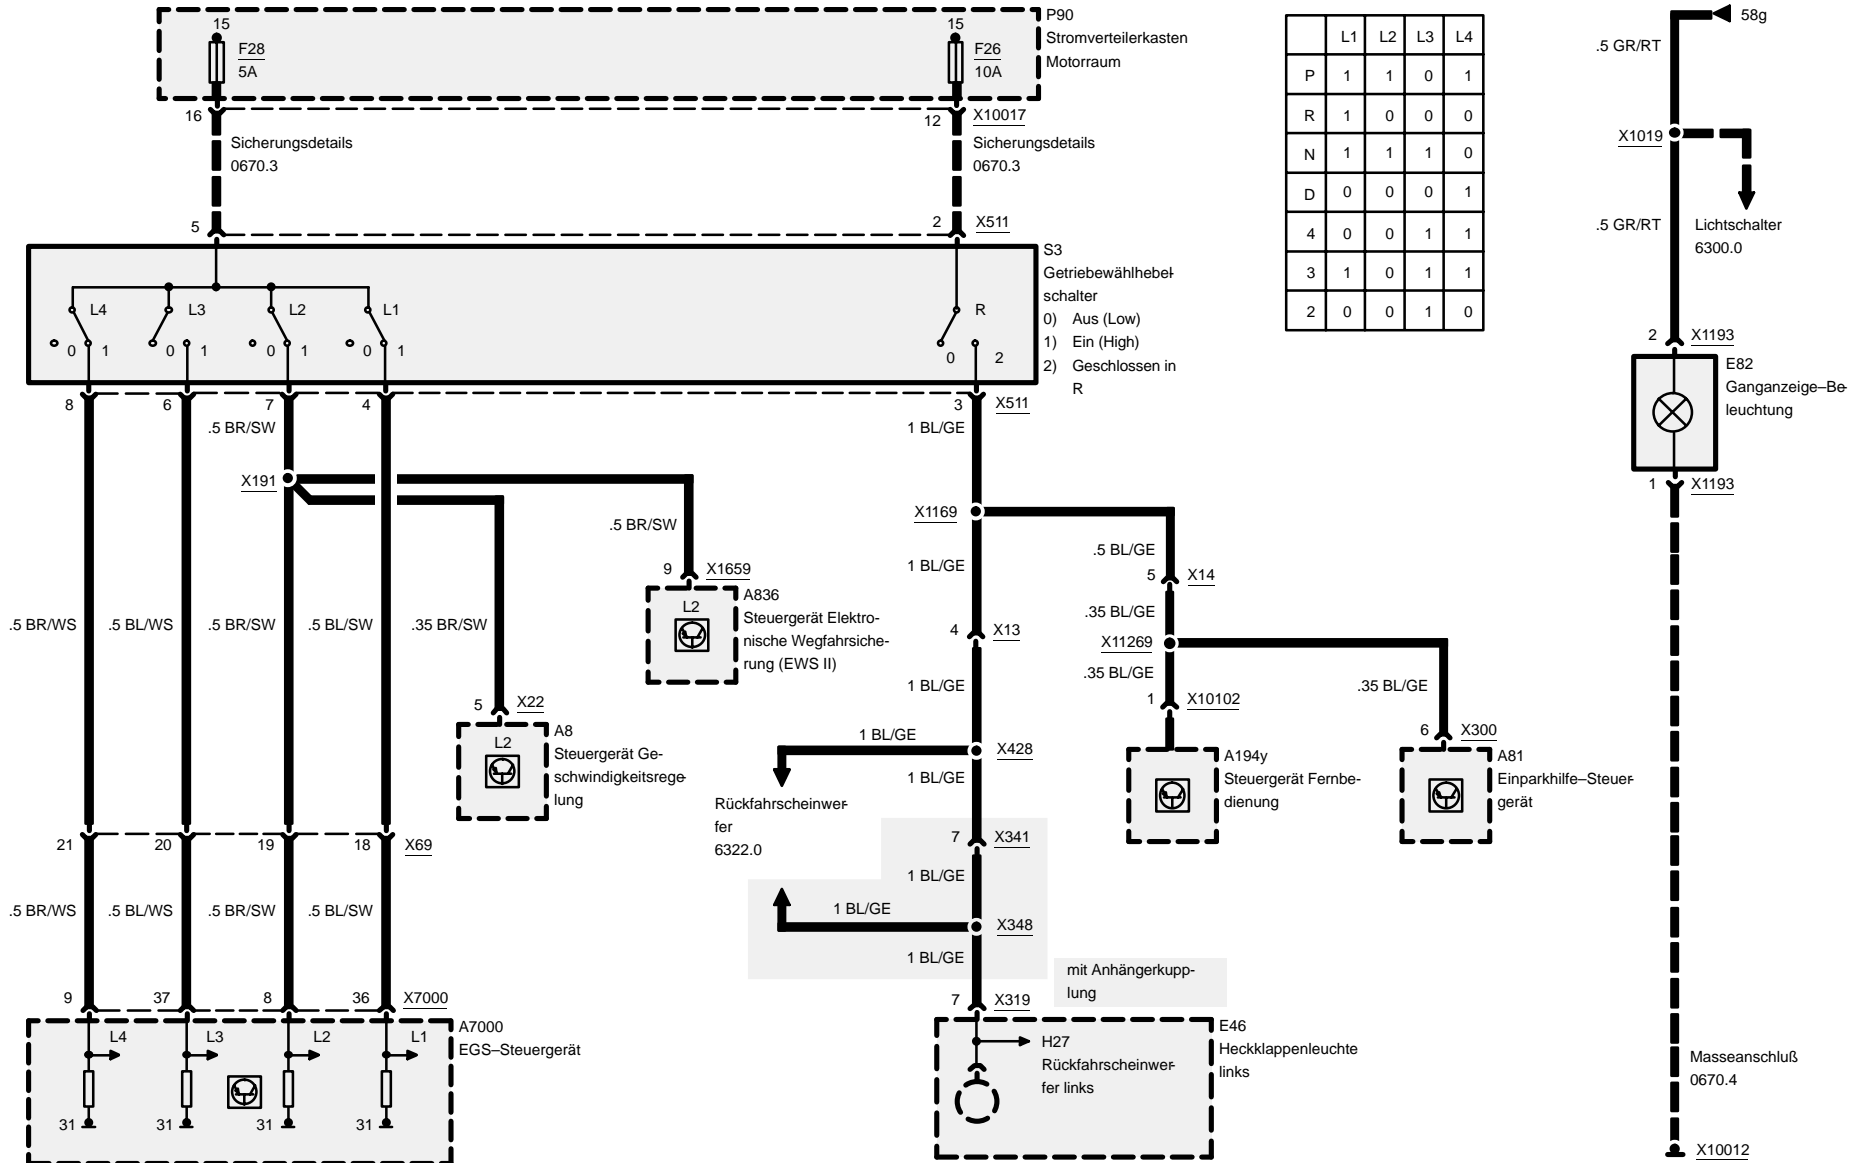 15
F28
5A
15
F26
10A
P90
Stromverteilerkasten
Motorraum
16
12
X10017
Sicherungsdetails
0670.3
Sicherungsdetails
0670.3
5
2
X511
L1 L2 L3 L4
P 1 1 0 1
R 1 0 0 0
N 1 1 1 0
D 0 0 0 1
4 0 0 1 1
3 1 0 1 1
2 0 0 1 0
58g
.5 GR/RT
X1019
.5 GR/RT
Lichtschalter
6300.0
S3
Getriebewählhebel-
schalter
0) Aus (Low)
1) Ein (High)
2) Geschlossen in
R
L4
0 1
L3
0 1
L2
0 1
L1
0 1
R
0 2
2
X1193
E82
Ganganzeige–Be-
leuchtung
1
X1193
8
6
7
4
3
X511
.5 BR/SW
1 BL/GE
X191
.5 BR/SW
9
X1659
L2
A836
Steuergerät Elektro-
nische Wegfahrsiche-
rung (EWS II)
X1169
1 BL/GE
.5 BL/GE
5
X14
.35 BL/GE
4
X13
X11269
.35 BL/GE
.35 BL/GE
1 BL/GE
1
X10102
6
X300
.5 BR/WS
.5 BL/WS
.5 BR/SW
.5 BL/SW
.35 BR/SW
5
X22
L2
A8
Steuergerät Ge-
schwindigkeitsrege-
lung
1 BL/GE
X428
1 BL/GE
Rückfahrscheinwer-
fer
6322.0
A194y
Steuergerät Fernbe-
dienung
A81
Einparkhilfe–Steuer-
gerät
21
20
19
18
X69
7
X341
1 BL/GE
1 BL/GE
X348
1 BL/GE
.5 BR/WS
.5 BL/WS
.5 BR/SW
.5 BL/SW
mit Anhängerkupp-
lung
9
37
8
36
X7000
7
X319
L4
L3
L2
L1
A7000
EGS–Steuergerät
31
31
31
31
H27
Rückfahrscheinwer-
fer links
E46
Heckklappenleuchte
links
Masseanschluß
0670.4
X10012